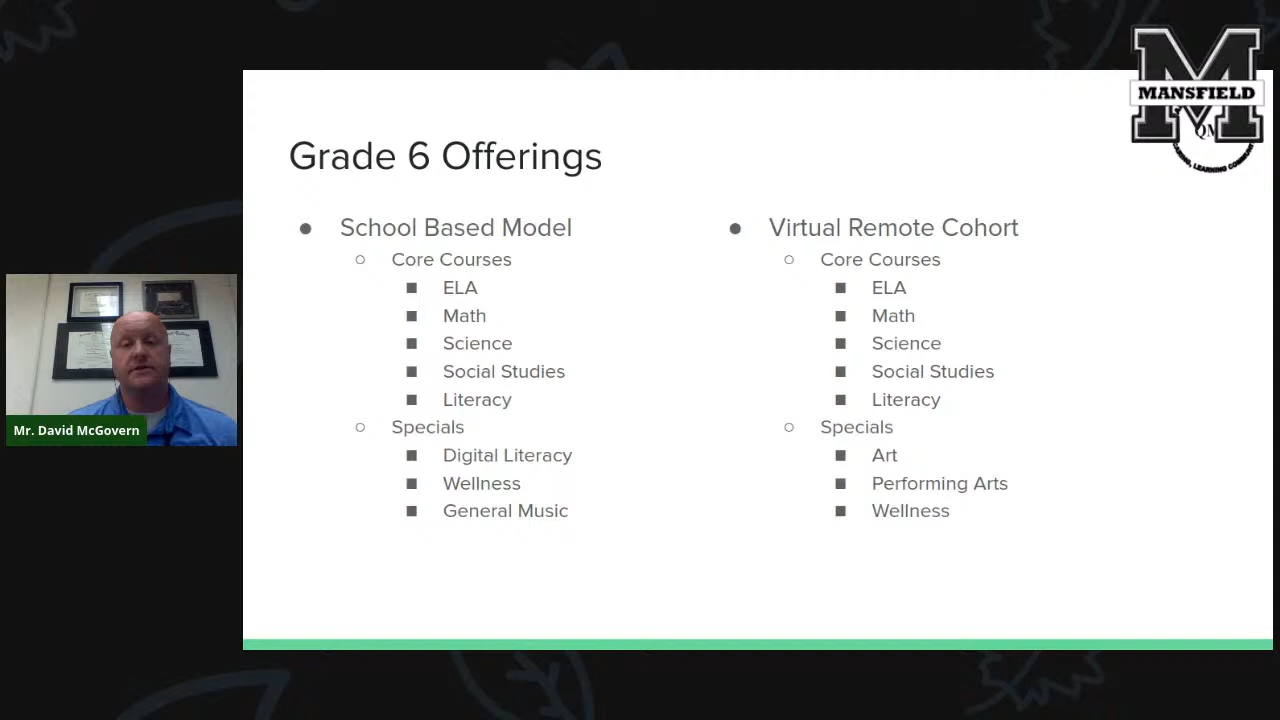 MANSFIELD
QM
Grade 6 Offerings
School Based Model
Core Courses
ELA
Math
Science
Social Studies
Literacy
Specials
Digital Literacy
Wellness
General Music
Virtual Remote Cohort
Core Courses
ELA
Math
Science
Social Studies
Literacy
Specials
Art
Performing Arts
Wellness
Mr. David McGovern